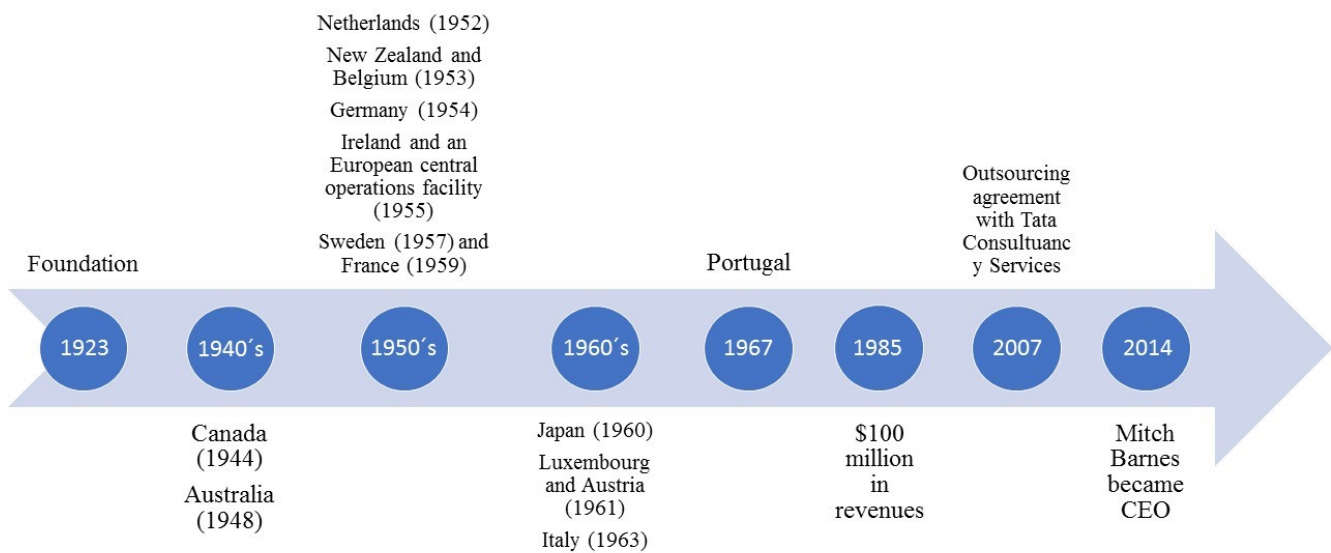 Netherlands (1952)
New Zealand and
Belgium (1953)
Germany (1954)
Ireland and an
European central
operations facility
(1955)
Sweden (1957) and
France (1959)
Foundation
Portugal
Outsourcing
agreement
with Tata
Consultuanc
y Services
1923
1940´s
1950´s
1960´s
1967
1985
2007
2014
Canada
(1944)
Australia
(1948)
Japan (1960)
Luxembourg
and Austria
(1961)
Italy (1963)
$100
million
in
revenues
Mitch
Barnes
became
CEO